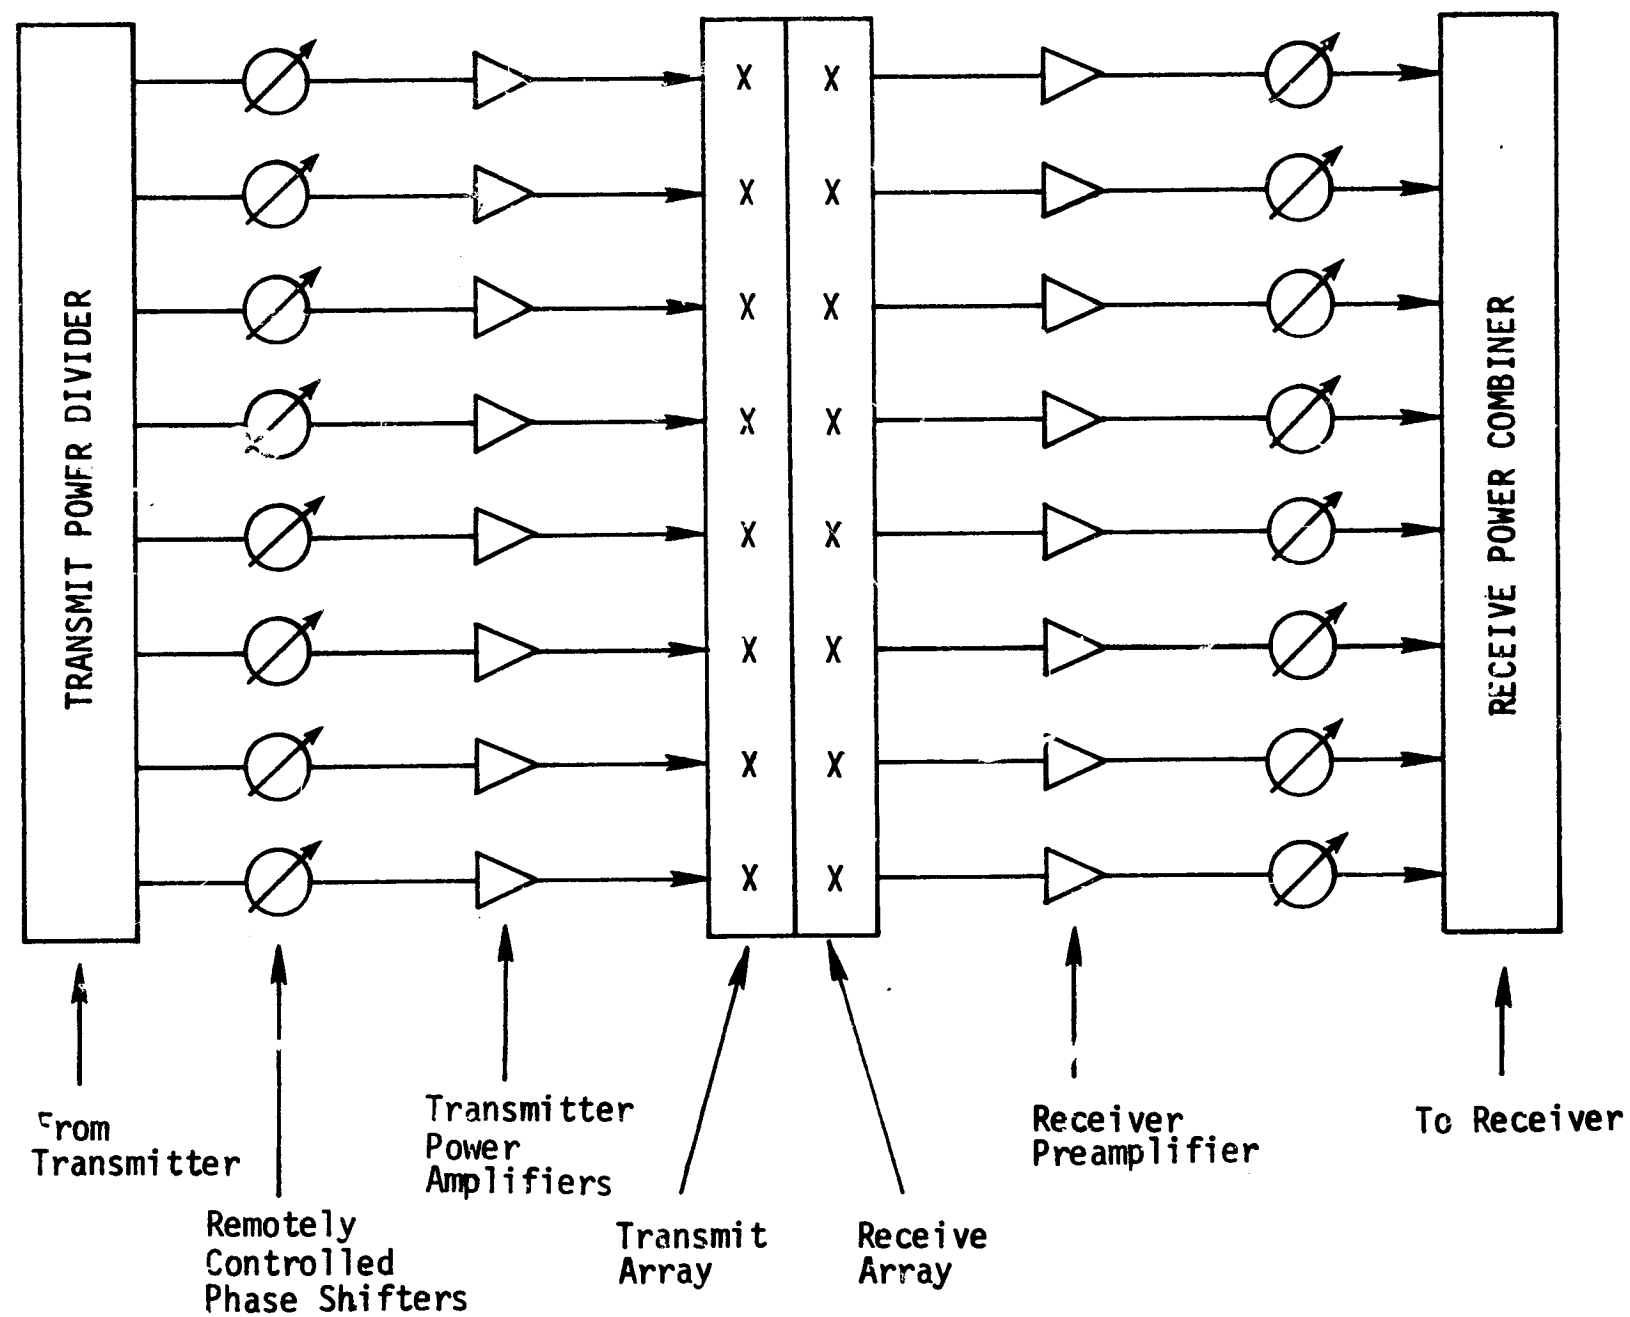 TRANSMIT POWER DIVIDER
X X
X X
X X
X X
X X
X X
X X
X X
RECEIVE POWER COMBINER
From
Transmitter
Remotely
Controlled
Phase Shifters
Transmitter
Power
Amplifiers
Transmit
Array
Receive
Array
Receiver
Preamplifier
To Receiver